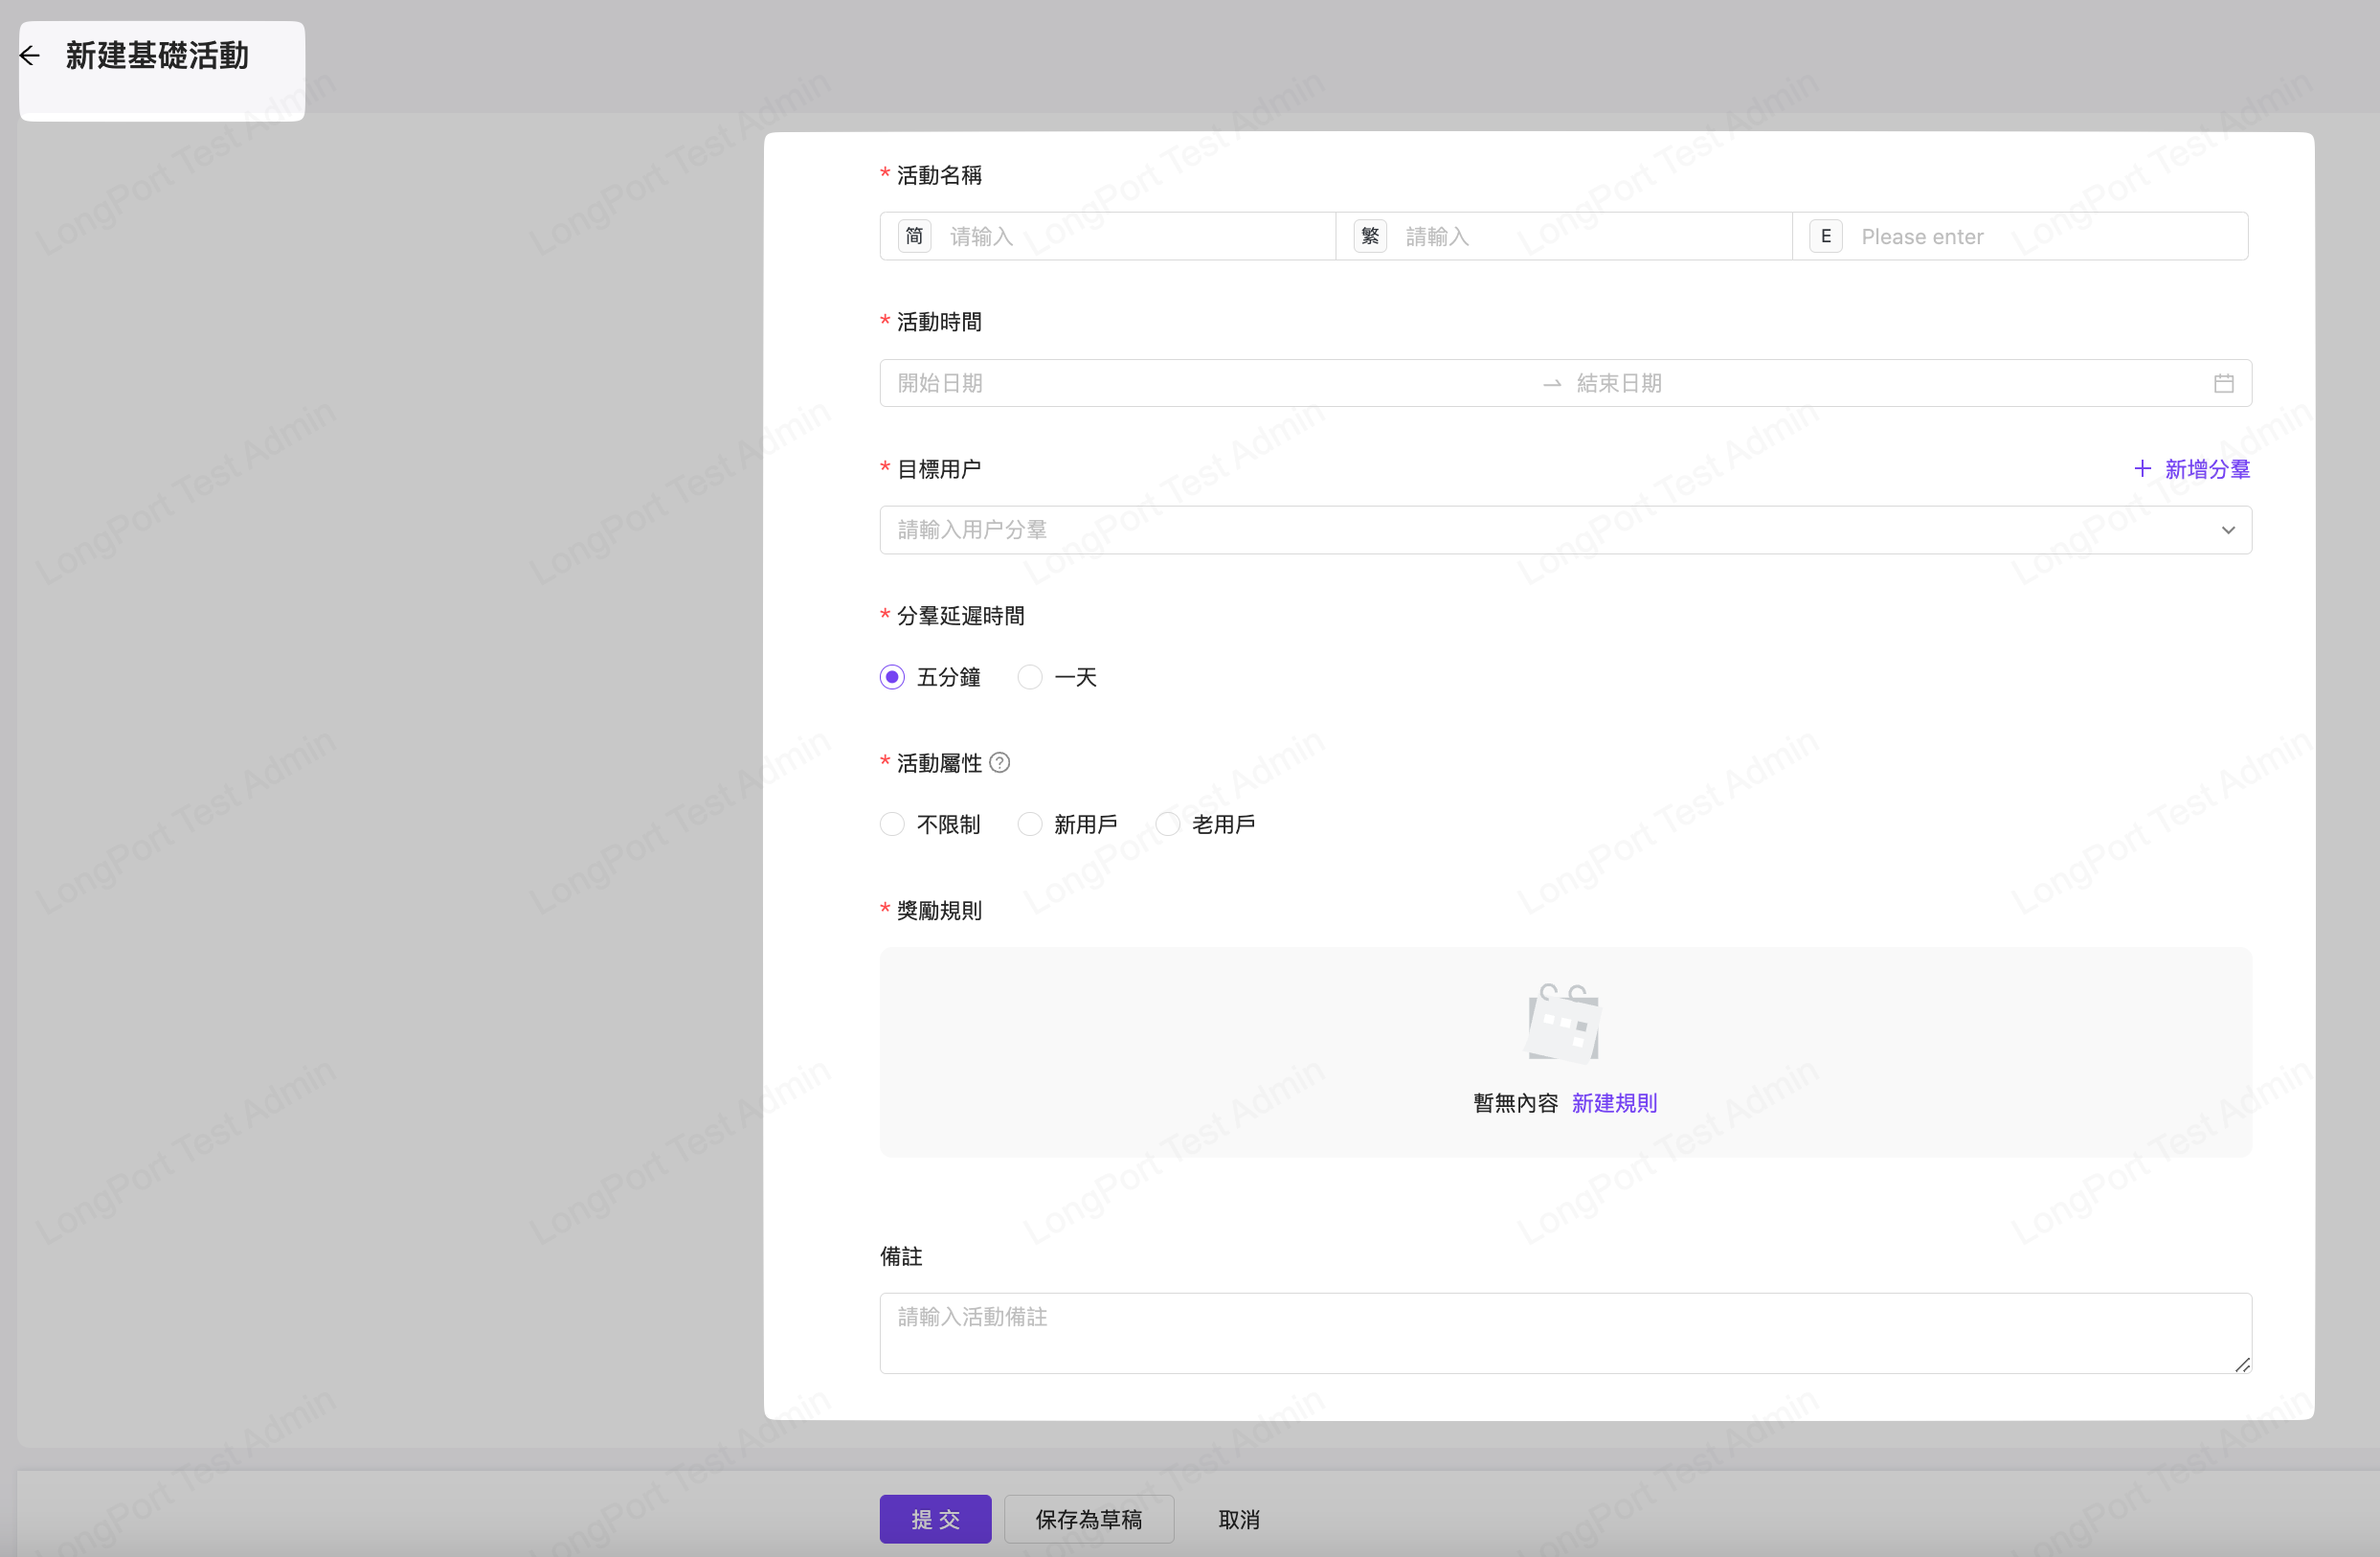 新建基礎活動
* 活動名稱
简 请输入 繁 請輸入 E Please enter
* 活動時間
開始日期 → 結束日期
* 目標用户 + 新增分羣
請輸入用户分羣
* 分羣延遲時間
五分鐘 一天
* 活動屬性 ?
不限制 新用戶 老用戶
* 獎勵規則
暫無內容 新建規則
備註
請輸入活動備註
提交 保存為草稿 取消
LongPort Test Admin